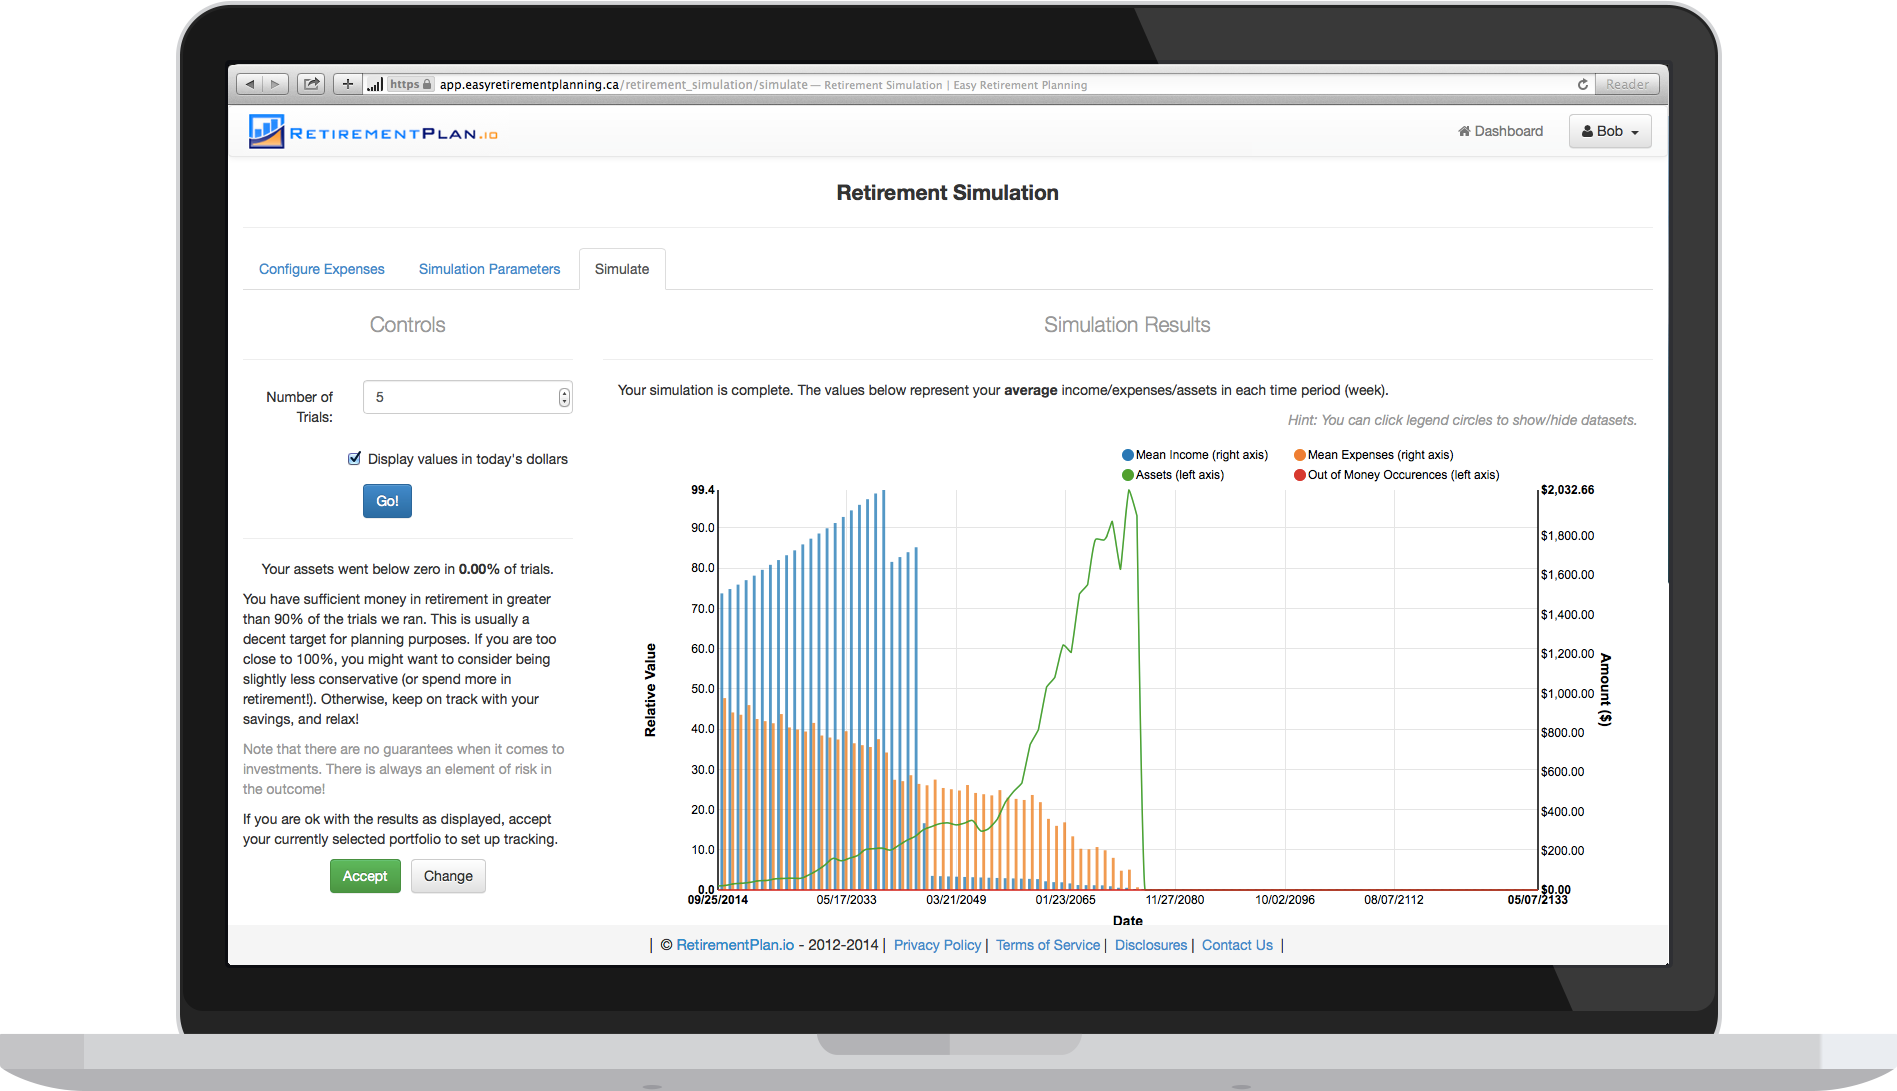 https app.easyretirementplanning.ca/retirement_simulation/simulate — Retirement Simulation | Easy Retirement Planning
Reader
RETIREMENTPLAN.IO
Dashboard
Bob
Retirement Simulation
Configure Expenses
Simulation Parameters
Simulate
Controls
Number of
Trials:
5
Display values in today's dollars
Go!
Your assets went below zero in 0.00% of trials.
You have sufficient money in retirement in greater
than 90% of the trials we ran. This is usually a
decent target for planning purposes. If you are too
close to 100%, you might want to consider being
slightly less conservative (or spend more in
retirement!). Otherwise, keep on track with your
savings, and relax!
Note that there are no guarantees when it comes to
investments. There is always an element of risk in
the outcome!
If you are ok with the results as displayed, accept
your currently selected portfolio to set up tracking.
Accept
Change
Simulation Results
Your simulation is complete. The values below represent your average income/expenses/assets in each time period (week).
Hint: You can click legend circles to show/hide datasets.
Mean Income (right axis)
Mean Expenses (right axis)
Assets (left axis)
Out of Money Occurences (left axis)
99.4
90.0
80.0
70.0
60.0
50.0
40.0
30.0
20.0
10.0
0.0
Relative Value
$2,032.66
$1,800.00
$1,600.00
$1,400.00
$1,200.00
$1,000.00
$800.00
$600.00
$400.00
$200.00
$0.00
Amount ($)
09/25/2014
05/17/2033
03/21/2049
01/23/2065
11/27/2080
10/02/2096
08/07/2112
05/07/2133
Date
| © RetirementPlan.io - 2012-2014 | Privacy Policy | Terms of Service | Disclosures | Contact Us |